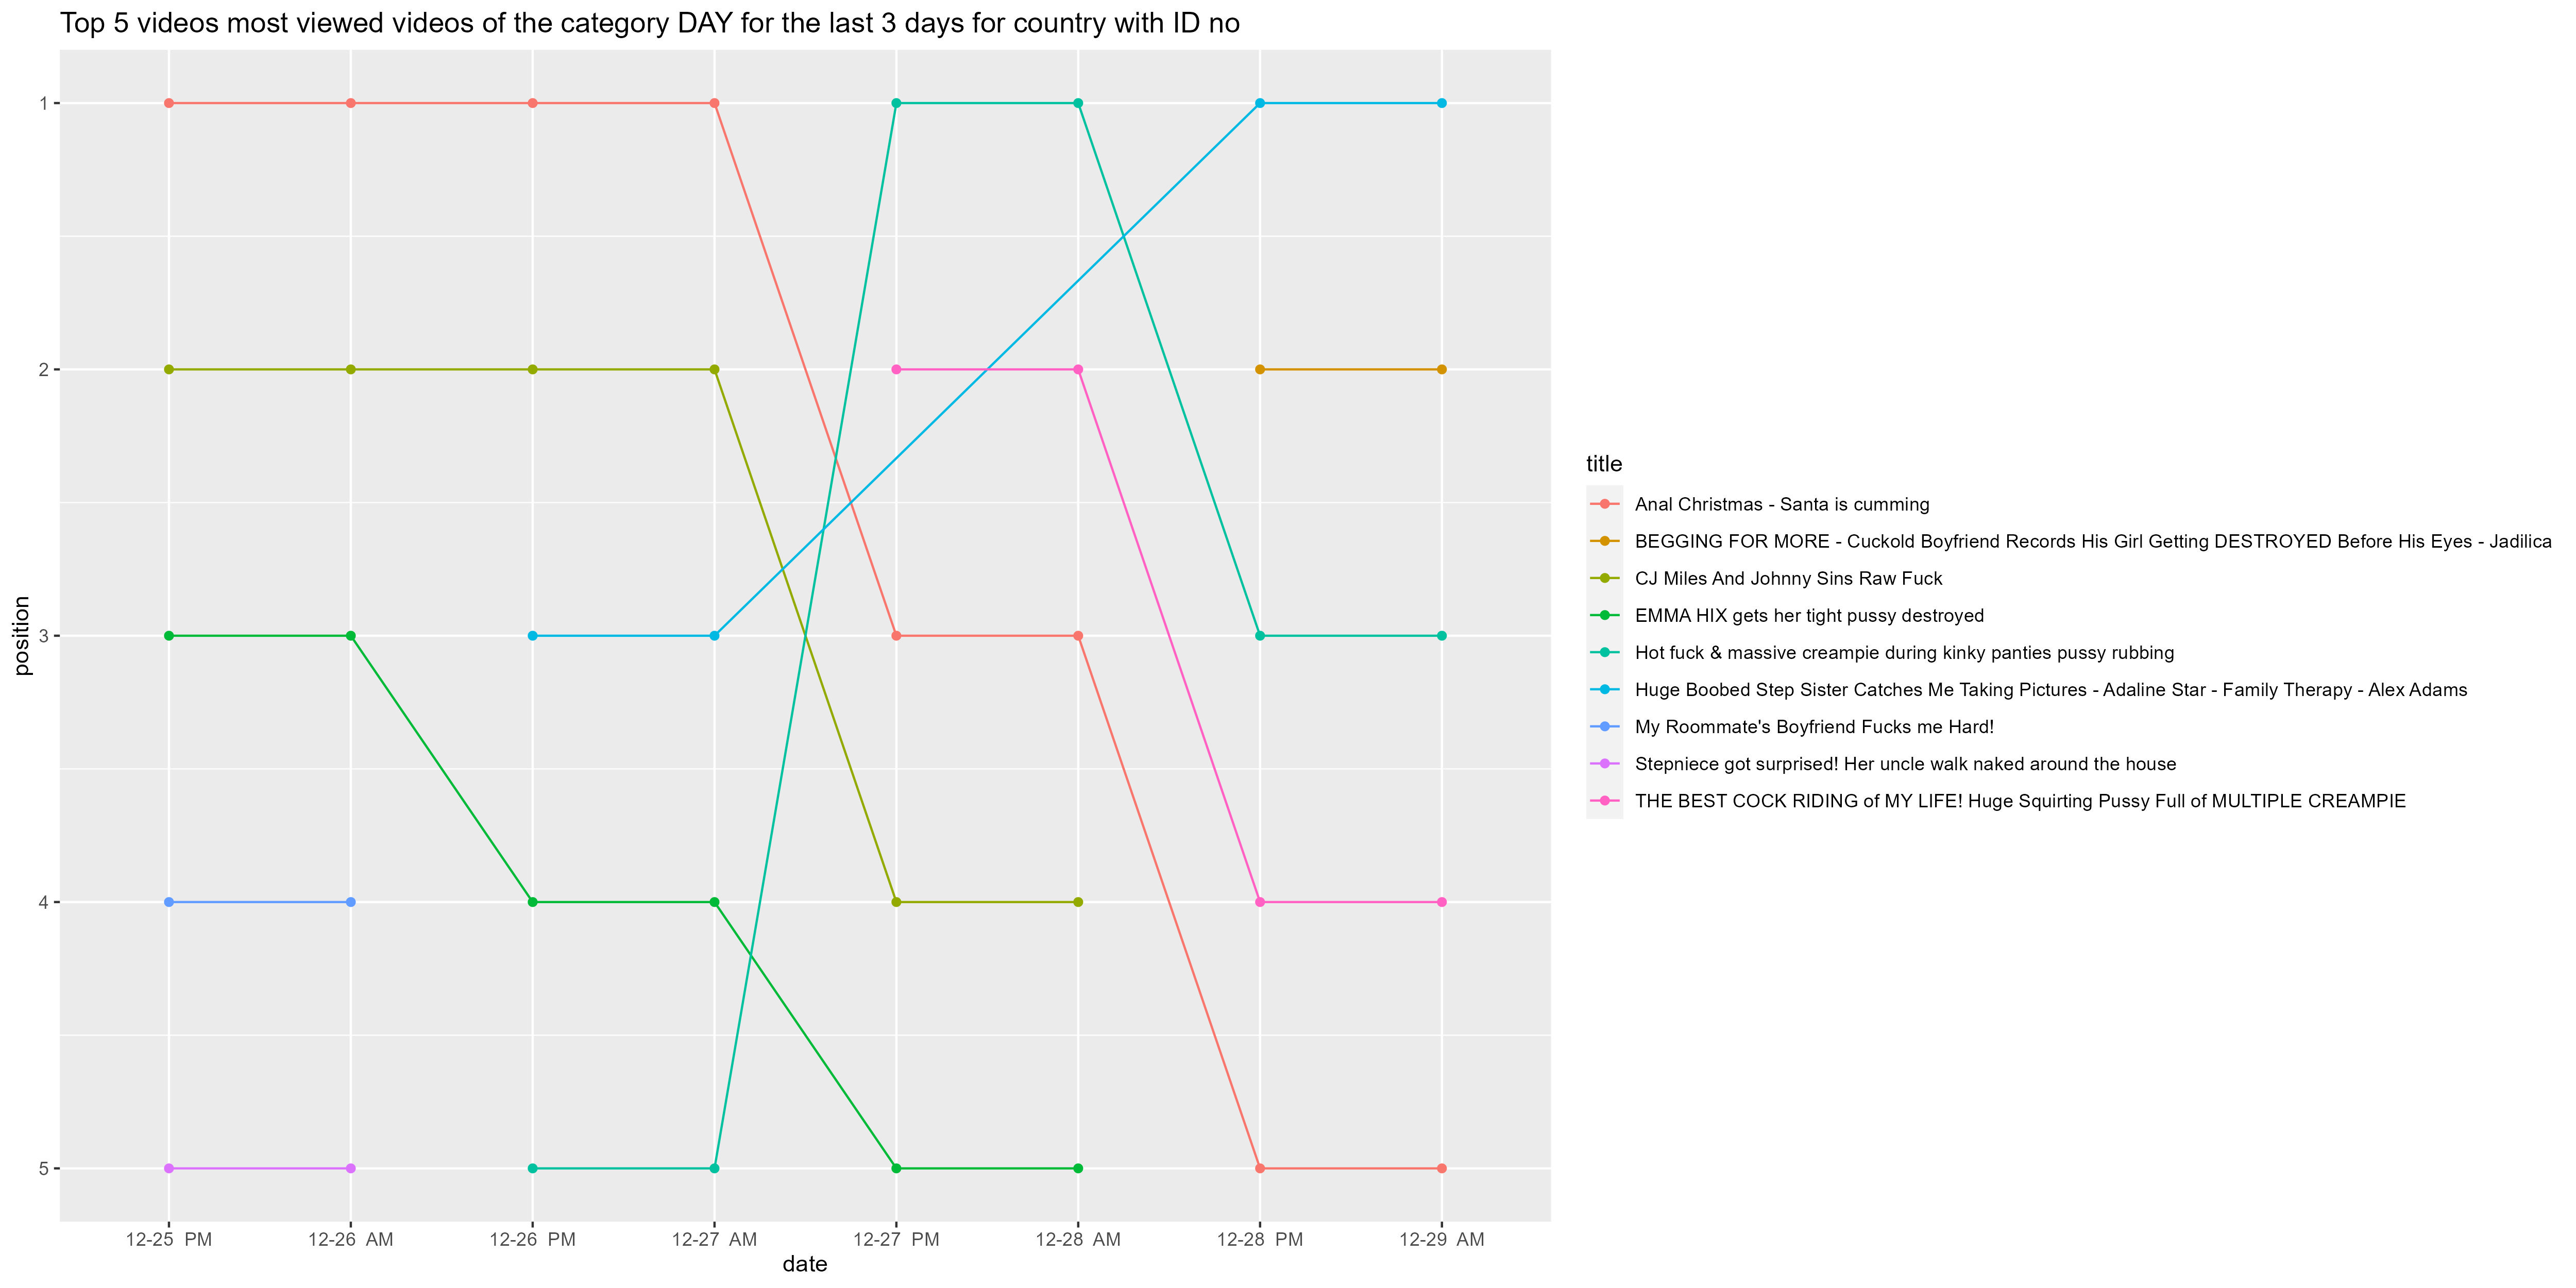 Top 5 videos most viewed videos of the category DAY for the last 3 days for country with ID no
position
1
2
3
4
5
12-25 PM
12-26 AM
12-26 PM
12-27 AM
12-27 PM
12-28 AM
12-28 PM
12-29 AM
date
title
Anal Christmas - Santa is cumming
BEGGING FOR MORE - Cuckold Boyfriend Records His Girl Getting DESTROYED Before His Eyes - Jadilica
CJ Miles And Johnny Sins Raw Fuck
EMMA HIX gets her tight pussy destroyed
Hot fuck & massive creampie during kinky panties pussy rubbing
Huge Boobed Step Sister Catches Me Taking Pictures - Adaline Star - Family Therapy - Alex Adams
My Roommate's Boyfriend Fucks me Hard!
Stepniece got surprised! Her uncle walk naked around the house
THE BEST COCK RIDING of MY LIFE! Huge Squirting Pussy Full of MULTIPLE CREAMPIE